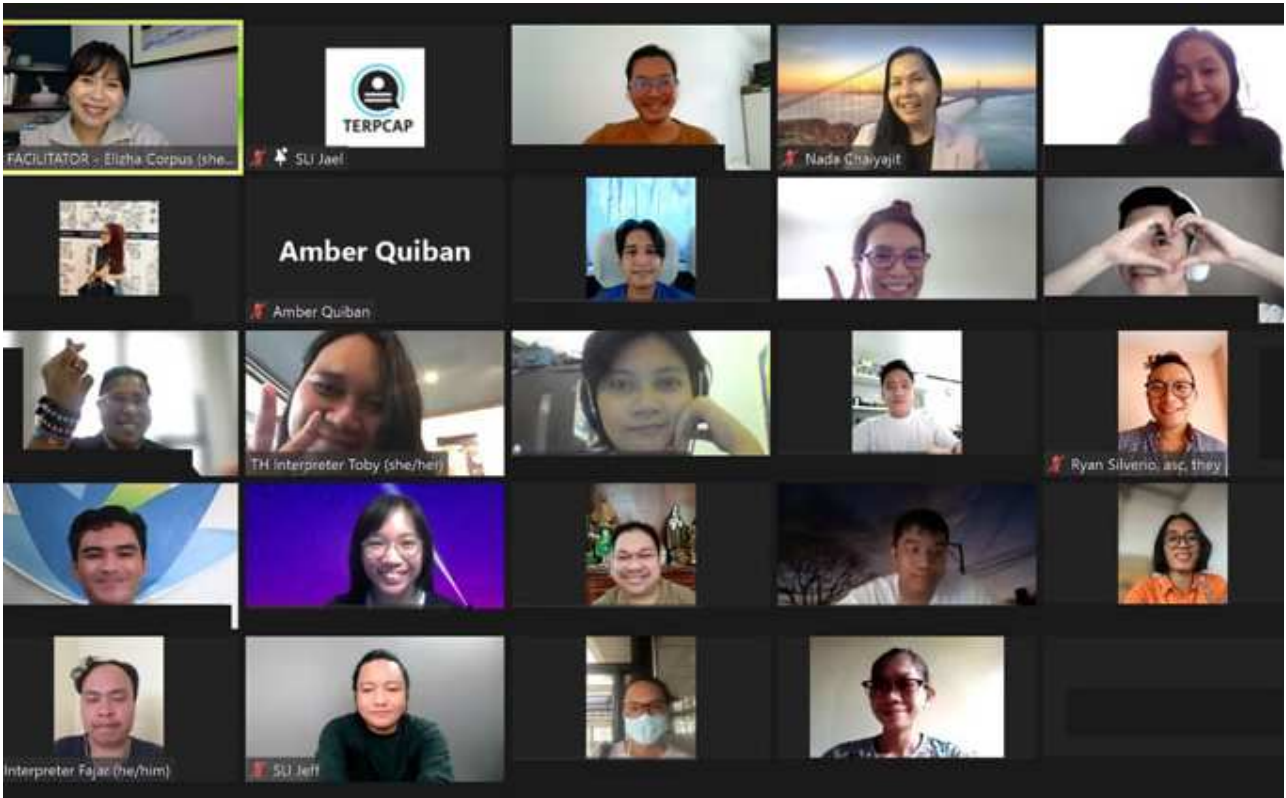 FACILITATOR - Elizha Corpus (she...
TERPCAP
SLI Jael
Nada Chaiyajit
Amber Quiban
Amber Quiban
TH Interpreter Toby (she/her)
Ryan Silverio, asc, they
Interpreter Fajar (he/him)
SLI Jeff